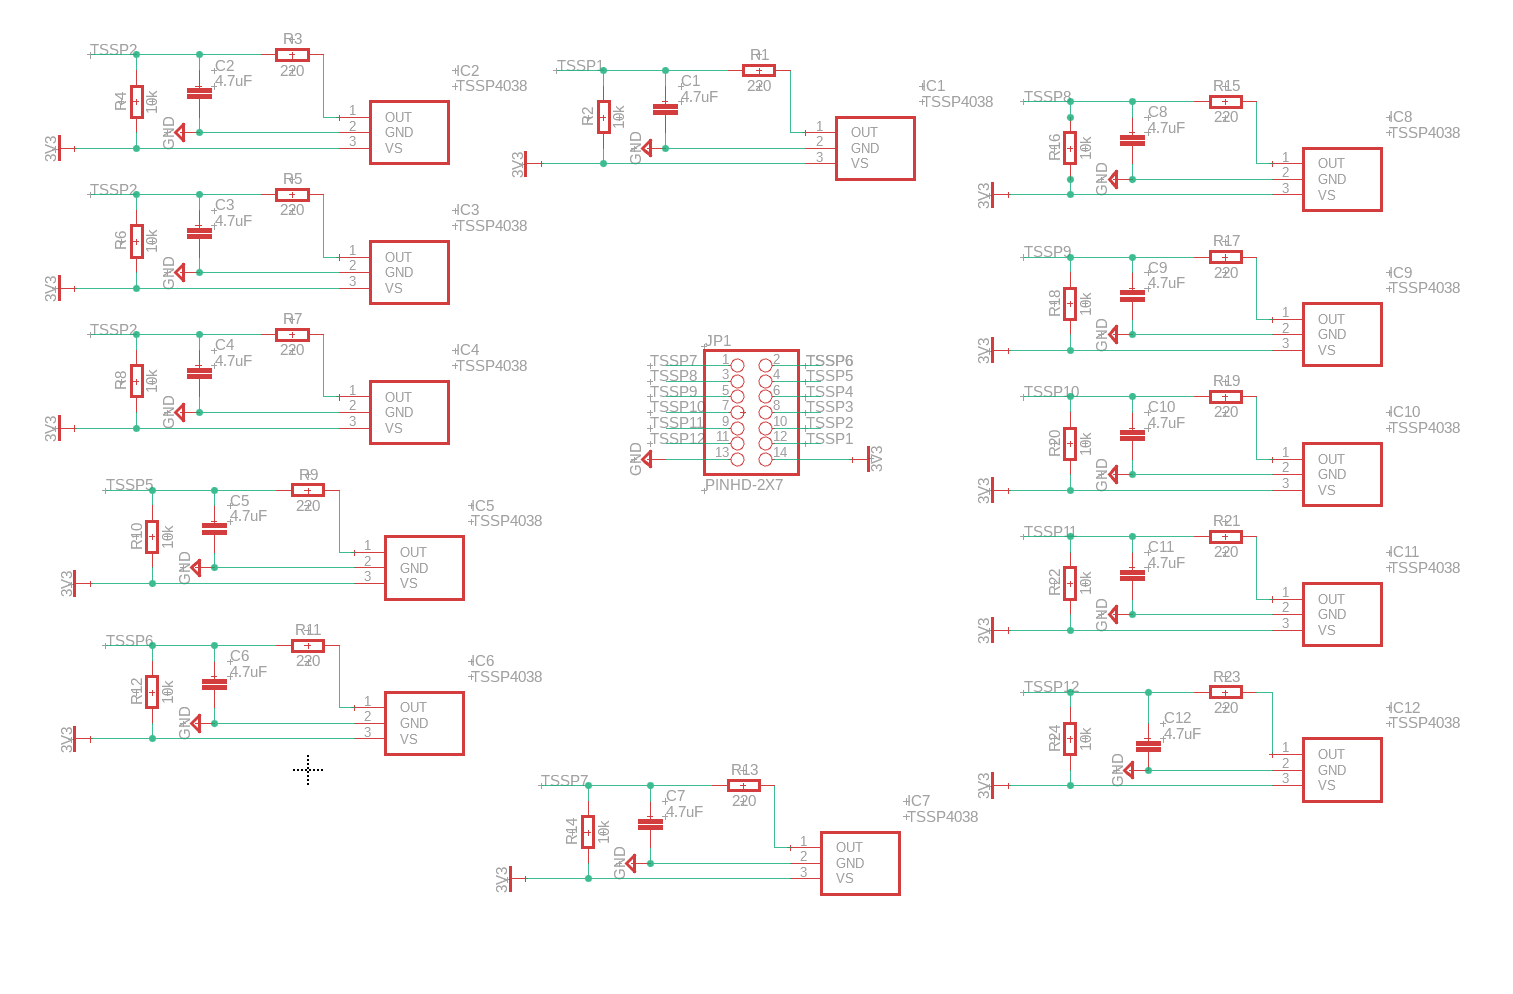 TSSP2
R3
220
R4
10k
C2
4.7uF
GND
3V3
IC2
TSSP4038
1 OUT
2 GND
3 VS
TSSP2
R5
220
R6
10k
C3
4.7uF
GND
3V3
IC3
TSSP4038
1 OUT
2 GND
3 VS
TSSP2
R7
220
R8
10k
C4
4.7uF
GND
3V3
IC4
TSSP4038
1 OUT
2 GND
3 VS
TSSP5
R9
220
R10
10k
C5
4.7uF
GND
3V3
IC5
TSSP4038
1 OUT
2 GND
3 VS
TSSP6
R11
220
R12
10k
C6
4.7uF
GND
3V3
IC6
TSSP4038
1 OUT
2 GND
3 VS
TSSP1
R1
220
R2
10k
C1
4.7uF
GND
3V3
IC1
TSSP4038
1 OUT
2 GND
3 VS
JP1
TSSP7 1 2 TSSP6
TSSP8 3 4 TSSP5
TSSP9 5 6 TSSP4
TSSP10 7 8 TSSP3
TSSP11 9 10 TSSP2
TSSP12 11 12 TSSP1
GND 13 14 3V3
PINHD-2X7
TSSP7
R13
220
R14
10k
C7
4.7uF
GND
3V3
IC7
TSSP4038
1 OUT
2 GND
3 VS
TSSP8
R15
220
R16
10k
C8
4.7uF
GND
3V3
IC8
TSSP4038
1 OUT
2 GND
3 VS
TSSP9
R17
220
R18
10k
C9
4.7uF
GND
3V3
IC9
TSSP4038
1 OUT
2 GND
3 VS
TSSP10
R19
220
R20
10k
C10
4.7uF
GND
3V3
IC10
TSSP4038
1 OUT
2 GND
3 VS
TSSP11
R21
220
R22
10k
C11
4.7uF
GND
3V3
IC11
TSSP4038
1 OUT
2 GND
3 VS
TSSP12
R23
220
R24
10k
C12
4.7uF
GND
3V3
IC12
TSSP4038
1 OUT
2 GND
3 VS